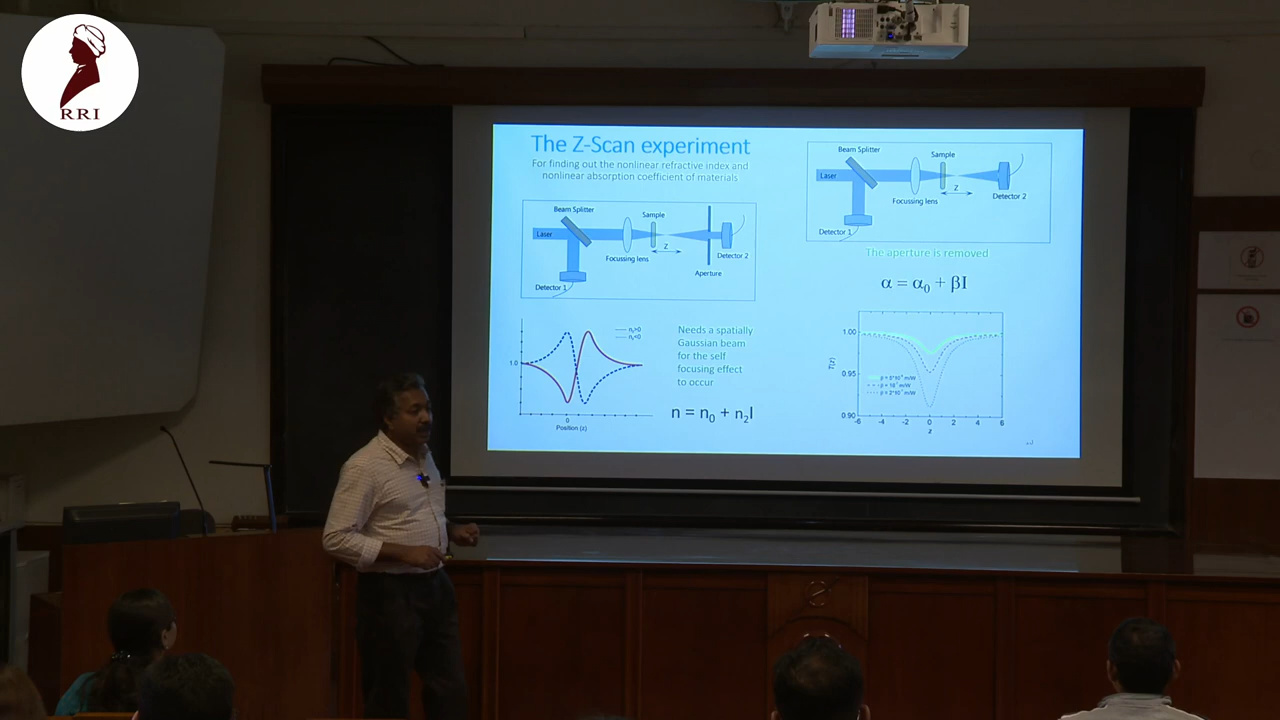 RRI
The Z-Scan experiment
For finding out the nonlinear refractive index and
nonlinear absorption coefficient of materials
Beam Splitter
Sample
Laser
Z
Focussing lens
Detector 2
Detector 1
Aperture
1.0
0
Position (z)
Needs a spatially
Gaussian beam
for the self
focusing effect
to occur
n = n₀ + n₂I
Beam Splitter
Sample
Laser
Z
Focussing lens
Detector 2
Detector 1
The aperture is removed
α = α₀ + βI
1.00
0.95
0.90
T(z)
-6 -4 -2 0 2 4 6
z